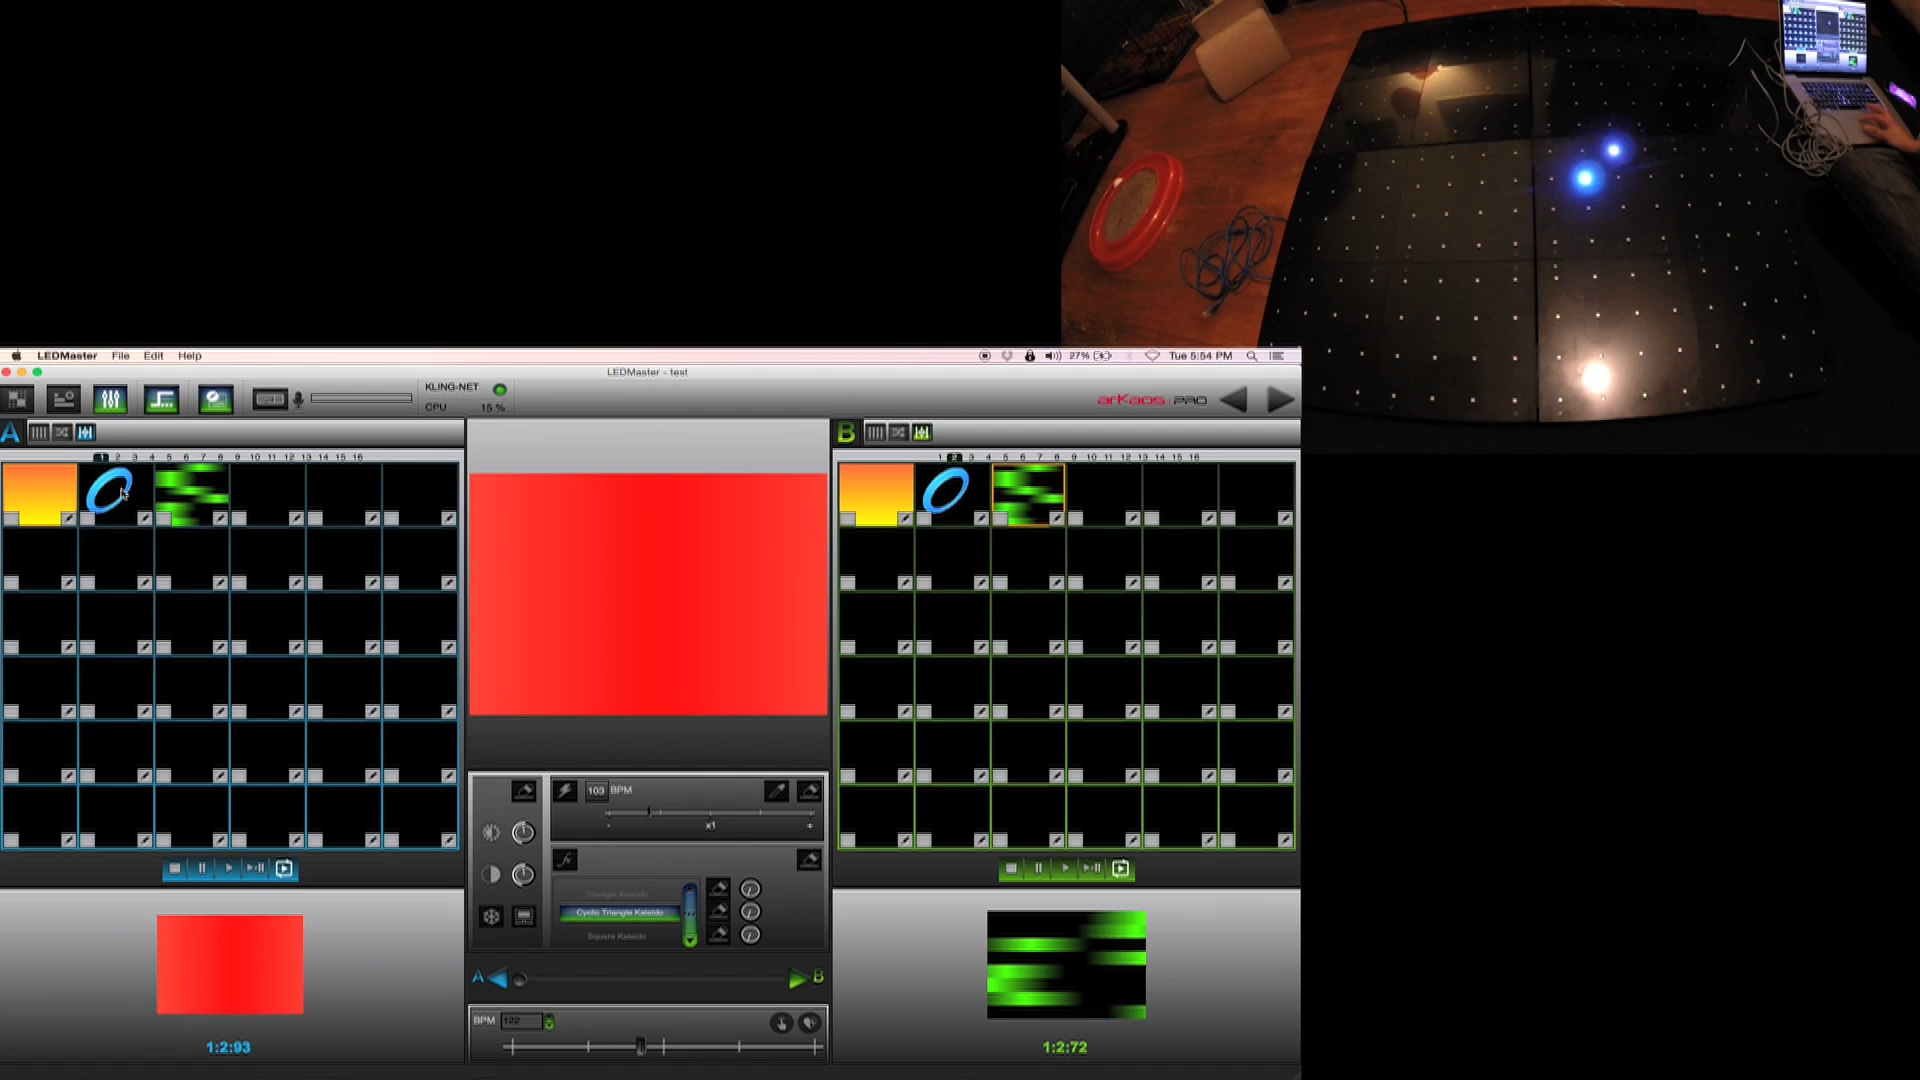 LEDMaster File Edit Help 27% Tue 5:54 PM
LEDMaster - test
KLING-NET
CPU 15 %
arKaos PRO
A
B
1 2 3 4 5 6 7 8 9 10 11 12 13 14 15 16
1 2 3 4 5 6 7 8 9 10 11 12 13 14 15 16
103 BPM
x1
fx
Triangle Kaleido
Cyclic Triangle Kaleido
Square Kaleido
A B
BPM 122
1:2:93
1:2:72